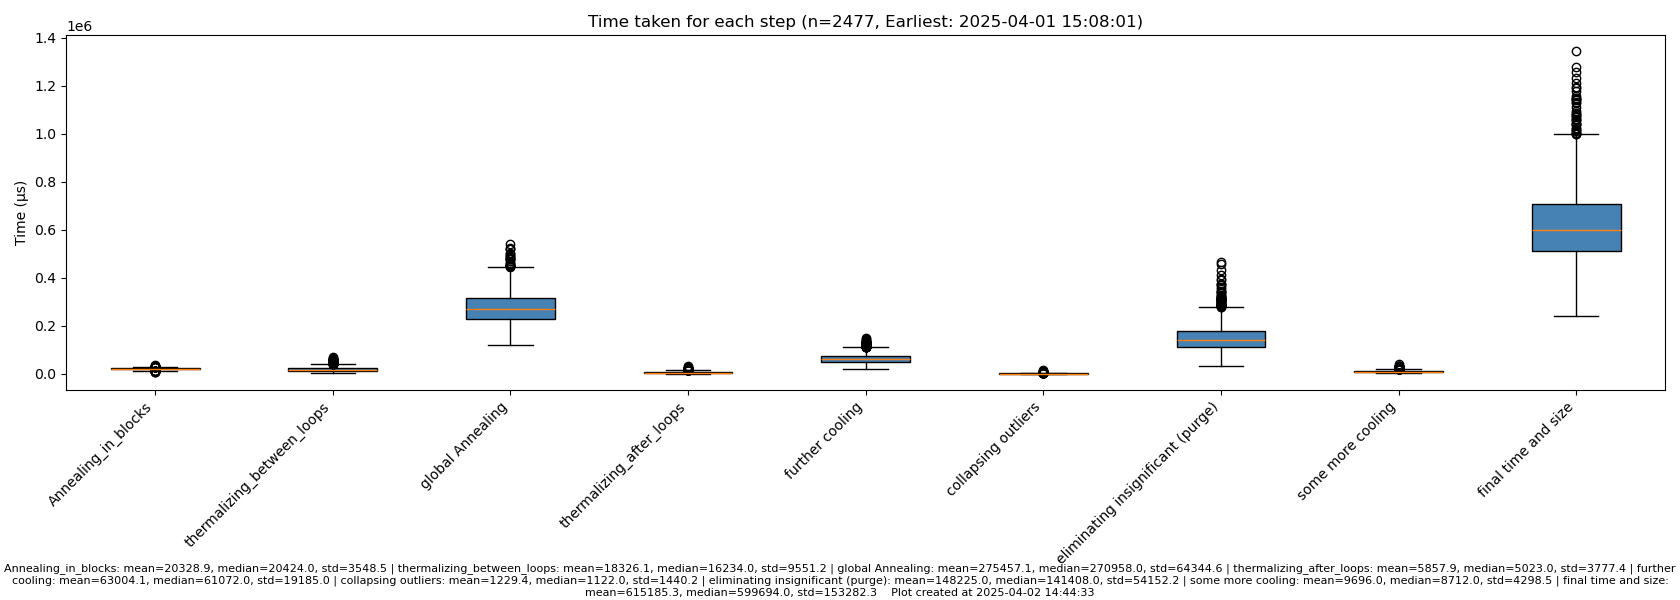 Time taken for each step (n=2477, Earliest: 2025-04-01 15:08:01)
1e6
1.4
1.2
1.0
0.8
0.6
0.4
0.2
0.0
Time (µs)
Annealing_in_blocks
thermalizing_between_loops
global Annealing
thermalizing_after_loops
further cooling
collapsing outliers
eliminating insignificant (purge)
some more cooling
final time and size
Annealing_in_blocks: mean=20328.9, median=20424.0, std=3548.5 | thermalizing_between_loops: mean=18326.1, median=16234.0, std=9551.2 | global Annealing: mean=275457.1, median=270958.0, std=64344.6 | thermalizing_after_loops: mean=5857.9, median=5023.0, std=3777.4 | further
cooling: mean=63004.1, median=61072.0, std=19185.0 | collapsing outliers: mean=1229.4, median=1122.0, std=1440.2 | eliminating insignificant (purge): mean=148225.0, median=141408.0, std=54152.2 | some more cooling: mean=9696.0, median=8712.0, std=4298.5 | final time and size:
mean=615185.3, median=599694.0, std=153282.3    Plot created at 2025-04-02 14:44:33